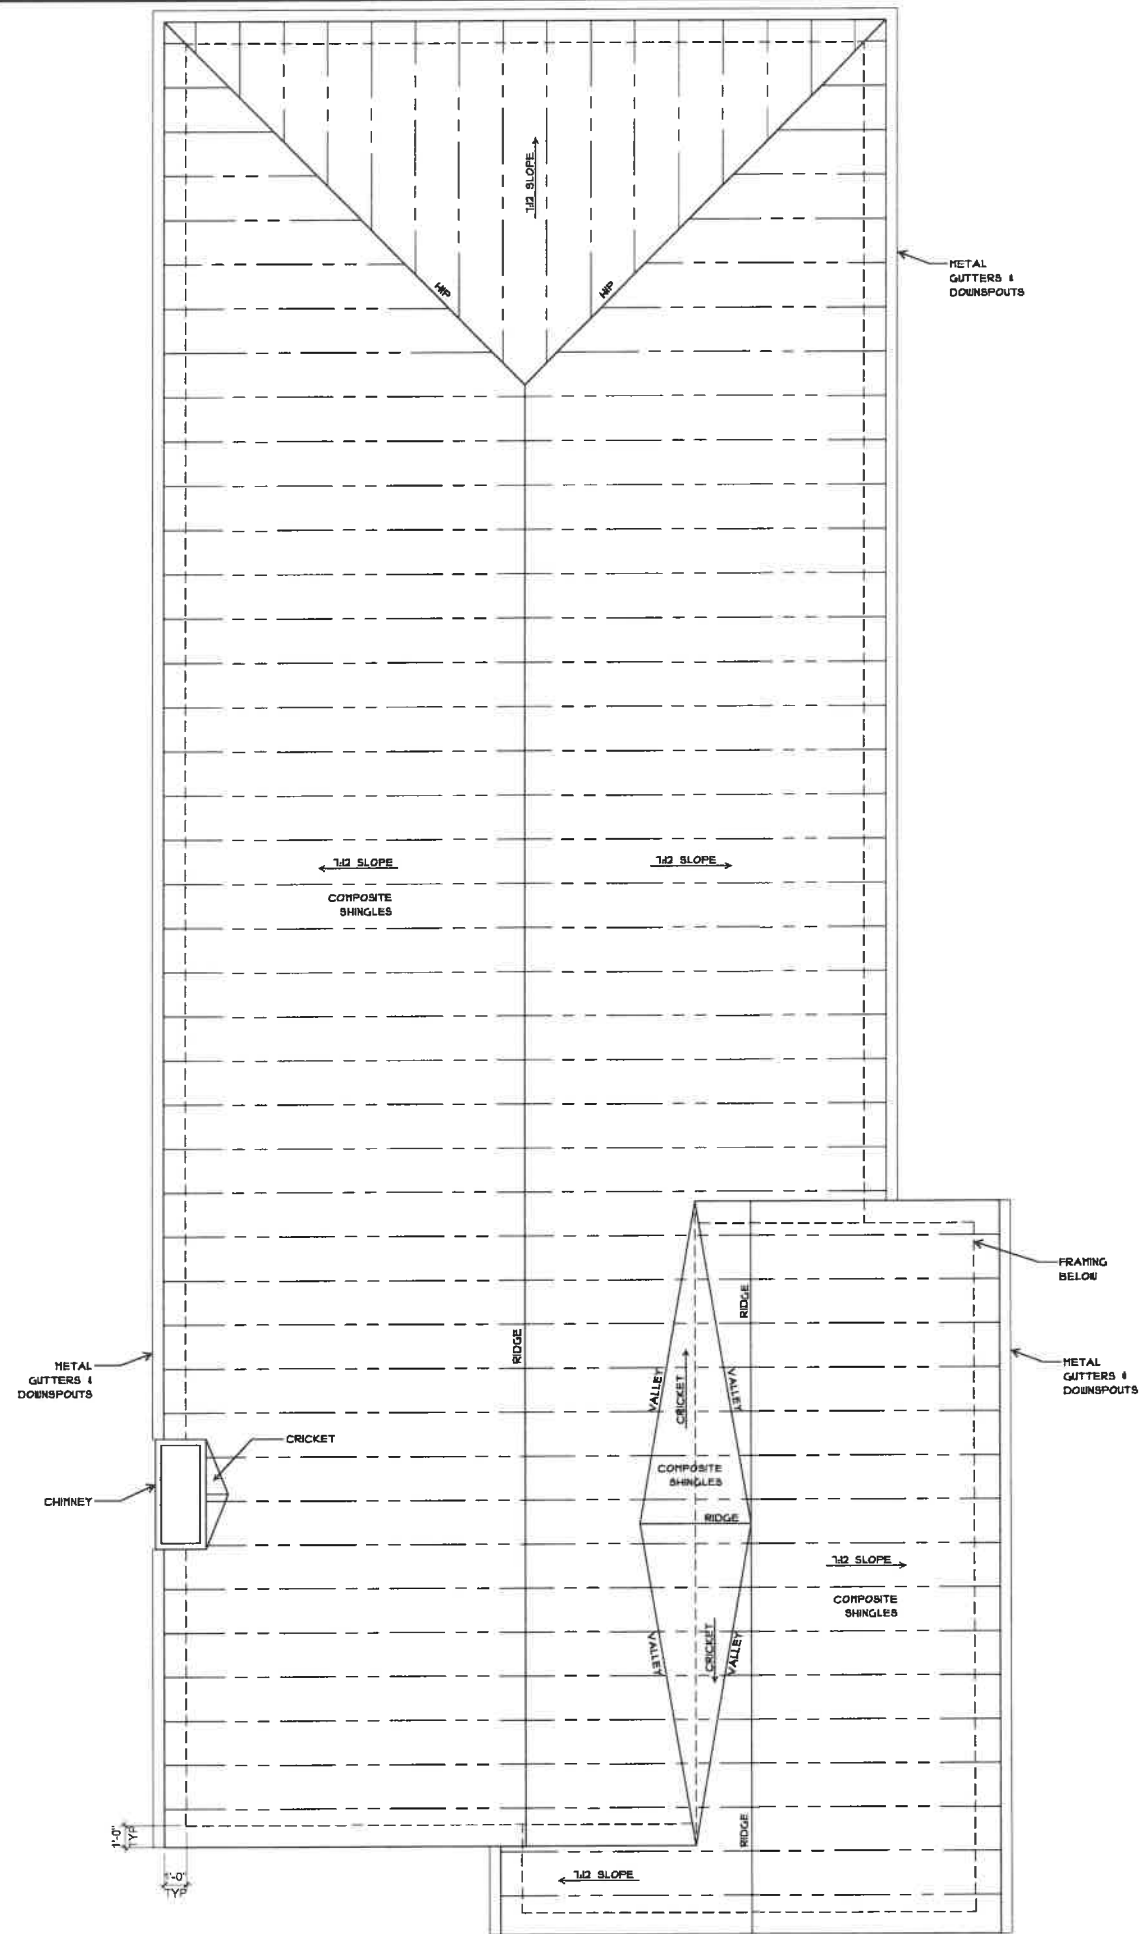 7:12 SLOPE
HIP
HIP
METAL
GUTTERS &
DOWNSPOUTS
7:12 SLOPE
COMPOSITE
SHINGLES
7:12 SLOPE
FRAMING
BELOW
RIDGE
RIDGE
METAL
GUTTERS &
DOWNSPOUTS
VALLEY
CRICKET
VALLEY
METAL
GUTTERS &
DOWNSPOUTS
CRICKET
CHIMNEY
COMPOSITE
SHINGLES
RIDGE
7:12 SLOPE
COMPOSITE
SHINGLES
VALLEY
CRICKET
VALLEY
RIDGE
1'-0"
TYP
1'-0"
TYP
7:12 SLOPE